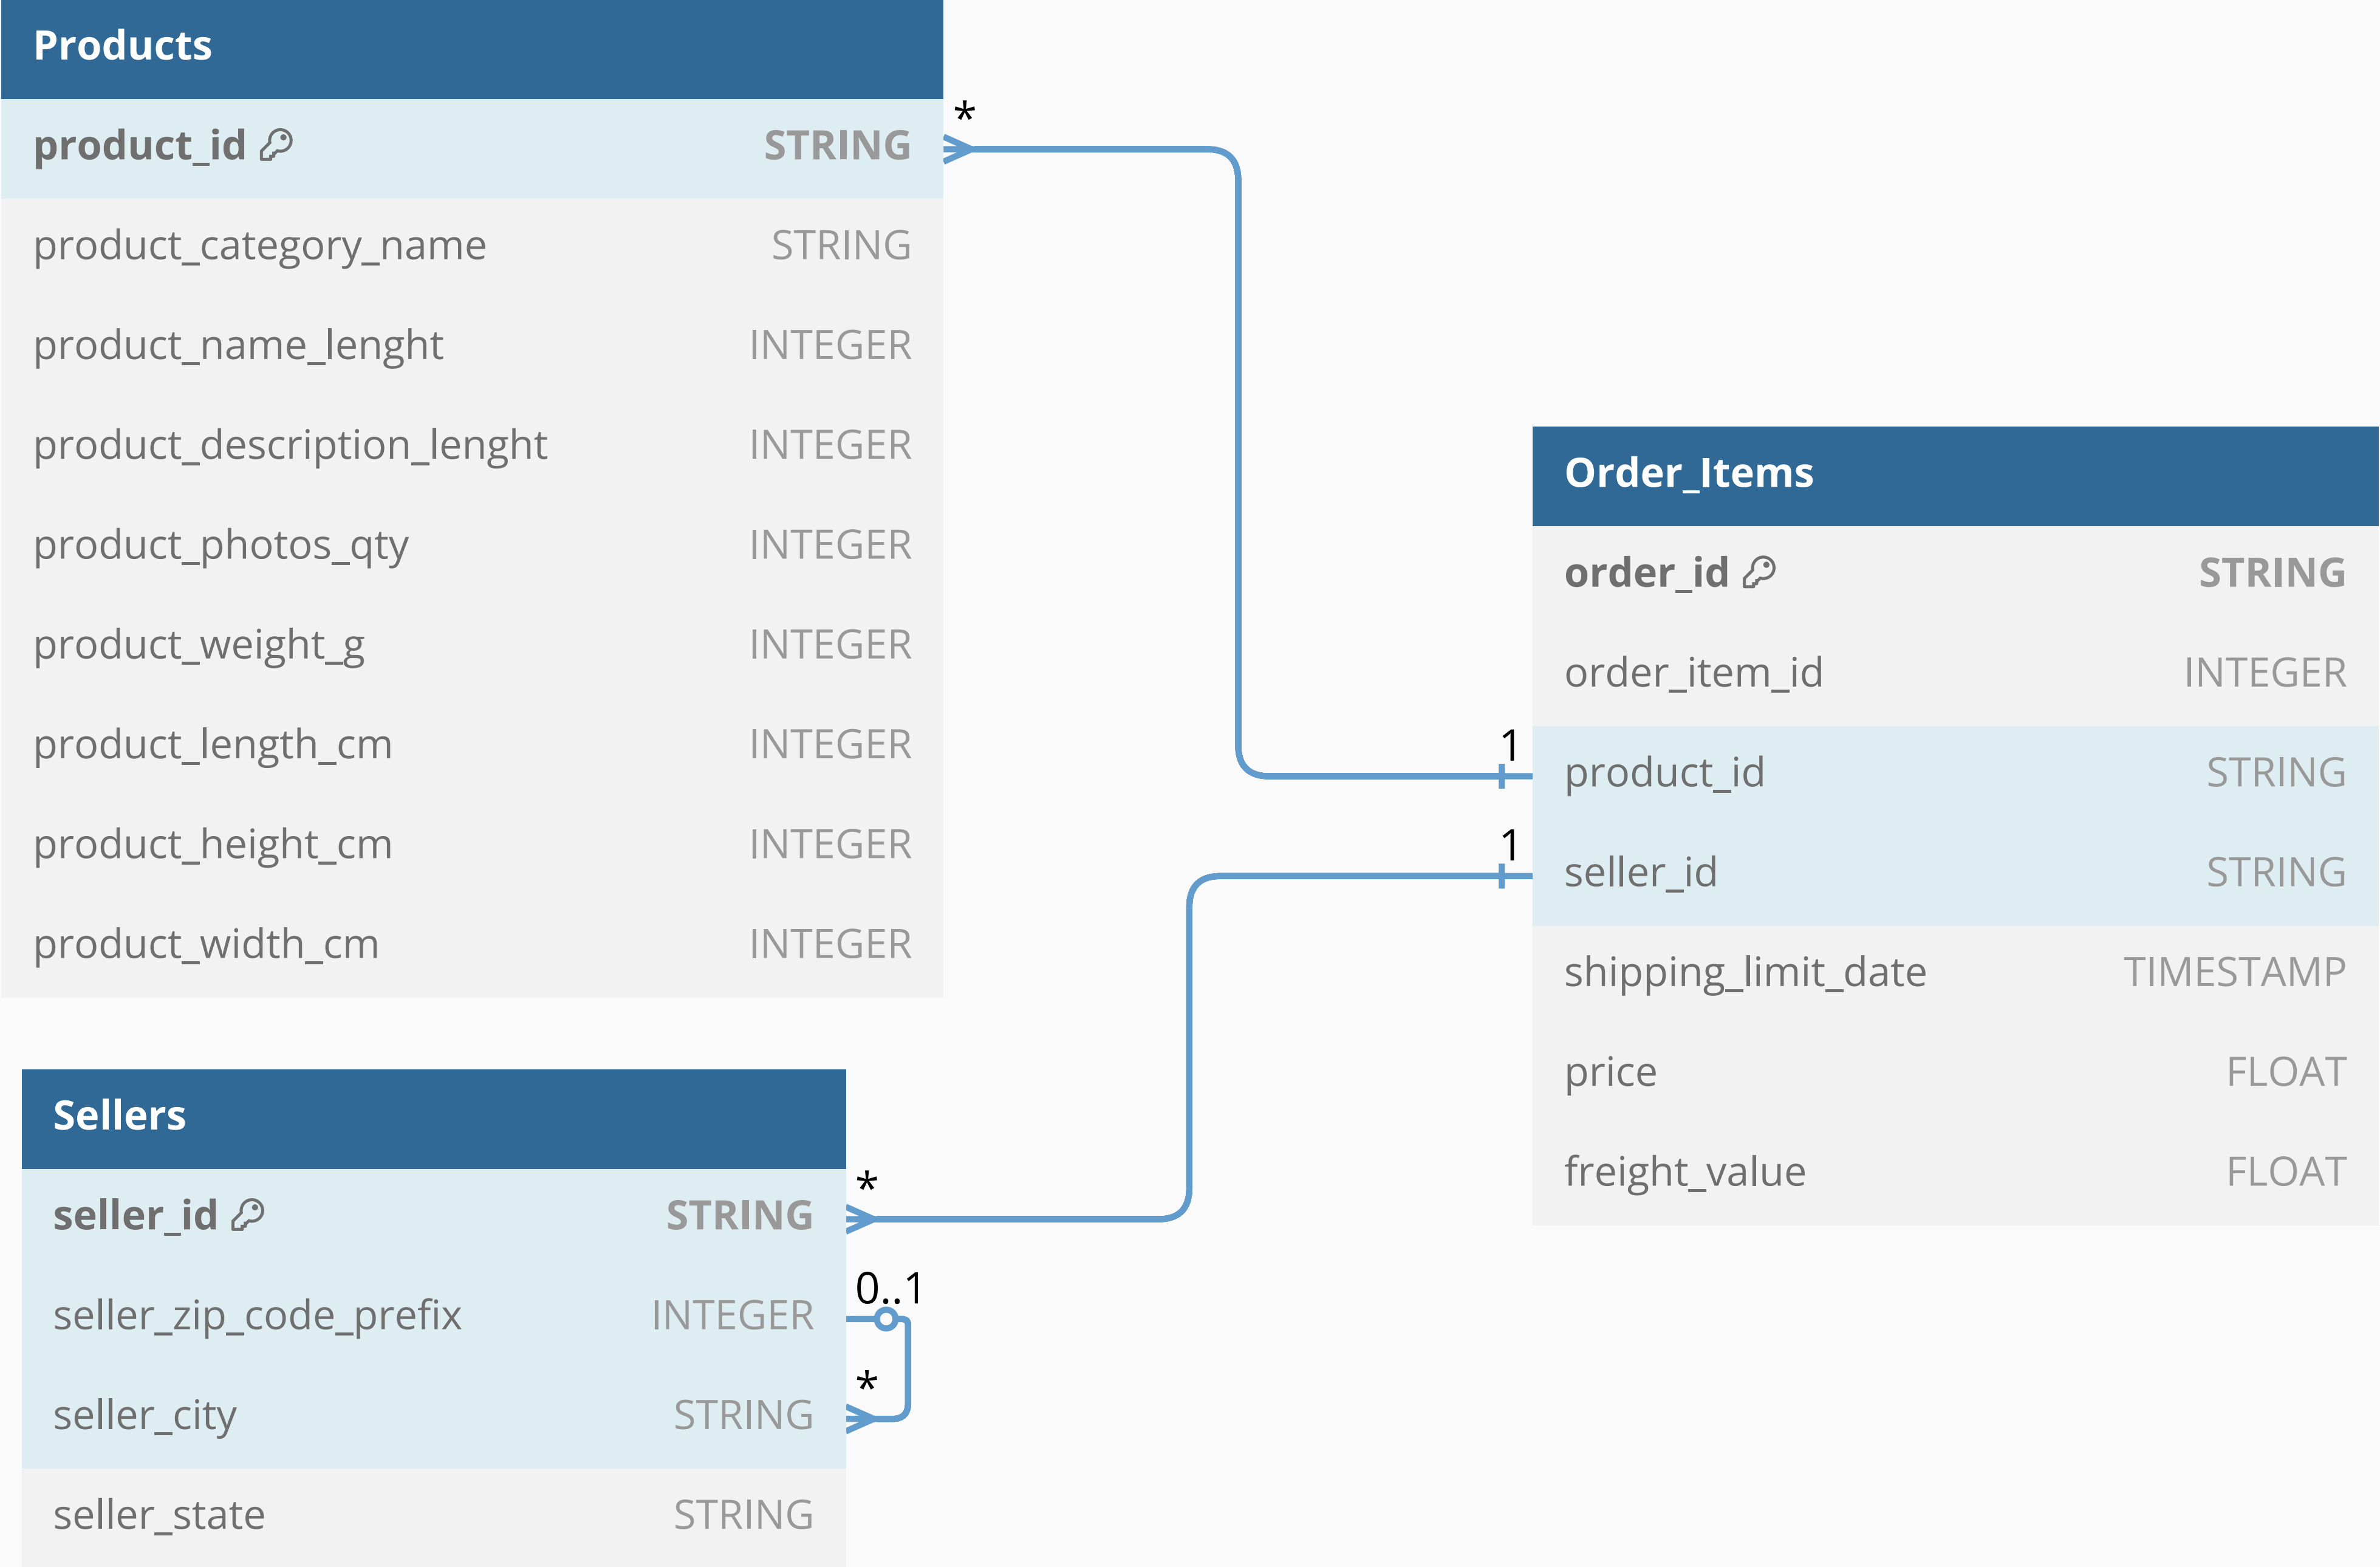 Products
*
product_id STRING
product_category_name STRING
product_name_lenght INTEGER
product_description_lenght INTEGER
product_photos_qty INTEGER
product_weight_g INTEGER
product_length_cm INTEGER
product_height_cm INTEGER
product_width_cm INTEGER
Order_Items
order_id STRING
order_item_id INTEGER
1
product_id STRING
1
seller_id STRING
shipping_limit_date TIMESTAMP
price FLOAT
freight_value FLOAT
Sellers
*
seller_id STRING
0..1
seller_zip_code_prefix INTEGER
*
seller_city STRING
seller_state STRING